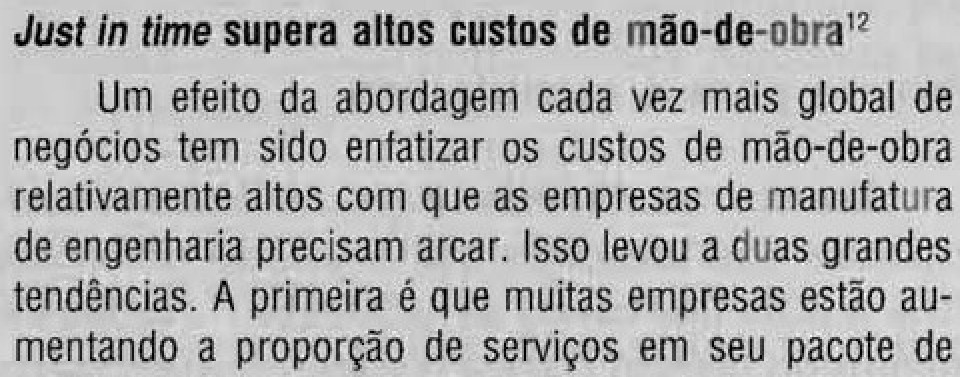 Just in time supera altos custos de mão-de-obra¹²
Um efeito da abordagem cada vez mais global de
negócios tem sido enfatizar os custos de mão-de-obra
relativamente altos com que as empresas de manufatura
de engenharia precisam arcar. Isso levou a duas grandes
tendências. A primeira é que muitas empresas estão au-
mentando a proporção de serviços em seu pacote de